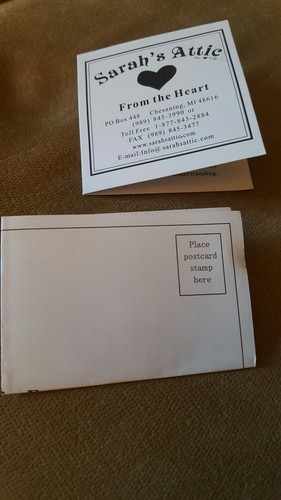 Sarah's Attic
From the Heart
PO Box 448 Chesaning, MI 48616
(989) 845-3990 or
Toll Free 1-877-843-2884
FAX (989) 845-3477
www.sarahsattic.com
E-mail:Info@sarahsattic.com
understanding.
Place
postcard
stamp
here